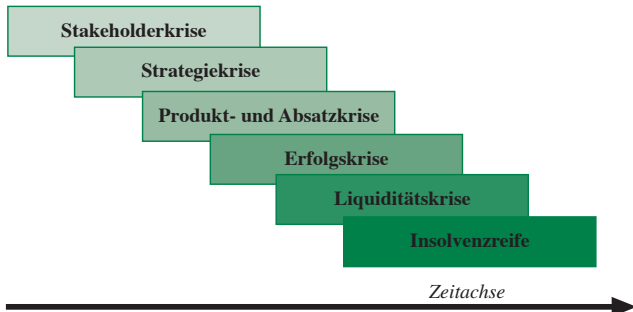 Stakeholderkrise
Strategiekrise
Produkt- und Absatzkrise
Erfolgskrise
Liquiditätskrise
Insolvenzreife
Zeitachse